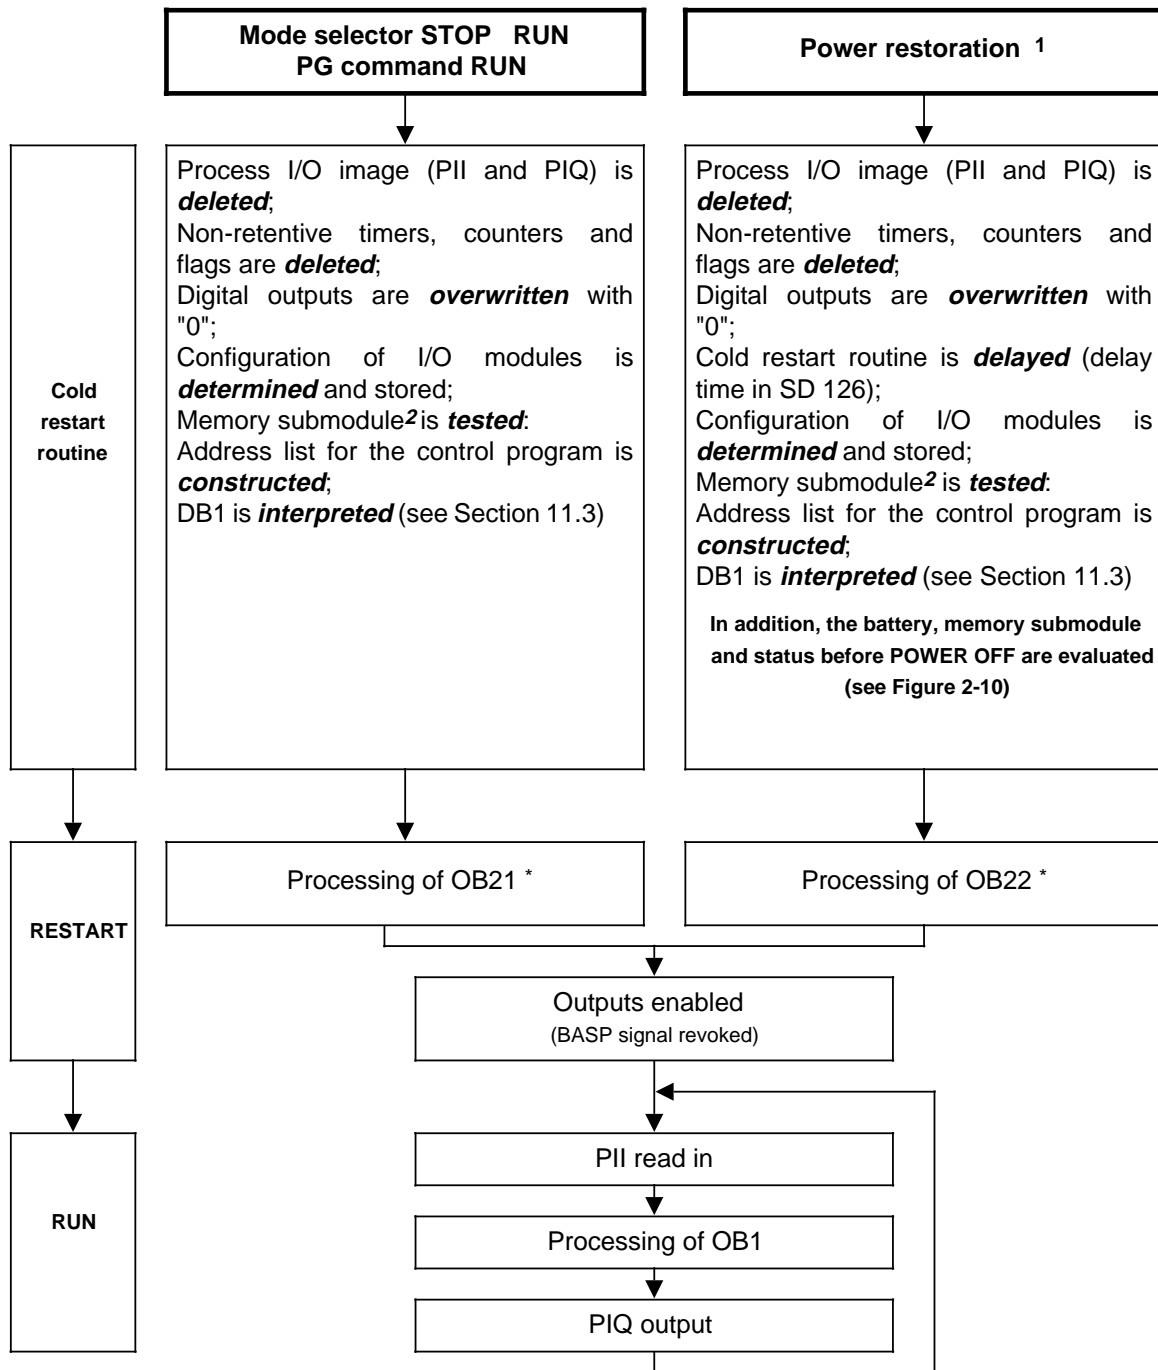 Mode selector STOP RUN
PG command RUN
Power restoration 1
Cold
restart
routine
Process I/O image (PII and PIQ) is
deleted;
Non-retentive timers, counters and
flags are deleted;
Digital outputs are overwritten with
"0";
Configuration of I/O modules is
determined and stored;
Memory submodule2 is tested:
Address list for the control program is
constructed;
DB1 is interpreted (see Section 11.3)
Process I/O image (PII and PIQ) is
deleted;
Non-retentive timers, counters and
flags are deleted;
Digital outputs are overwritten with
"0";
Cold restart routine is delayed (delay
time in SD 126);
Configuration of I/O modules is
determined and stored;
Memory submodule2 is tested:
Address list for the control program is
constructed;
DB1 is interpreted (see Section 11.3)
In addition, the battery, memory submodule
and status before POWER OFF are evaluated
(see Figure 2-10)
RESTART
Processing of OB21 *
Processing of OB22 *
Outputs enabled
(BASP signal revoked)
RUN
PII read in
Processing of OB1
PIQ output